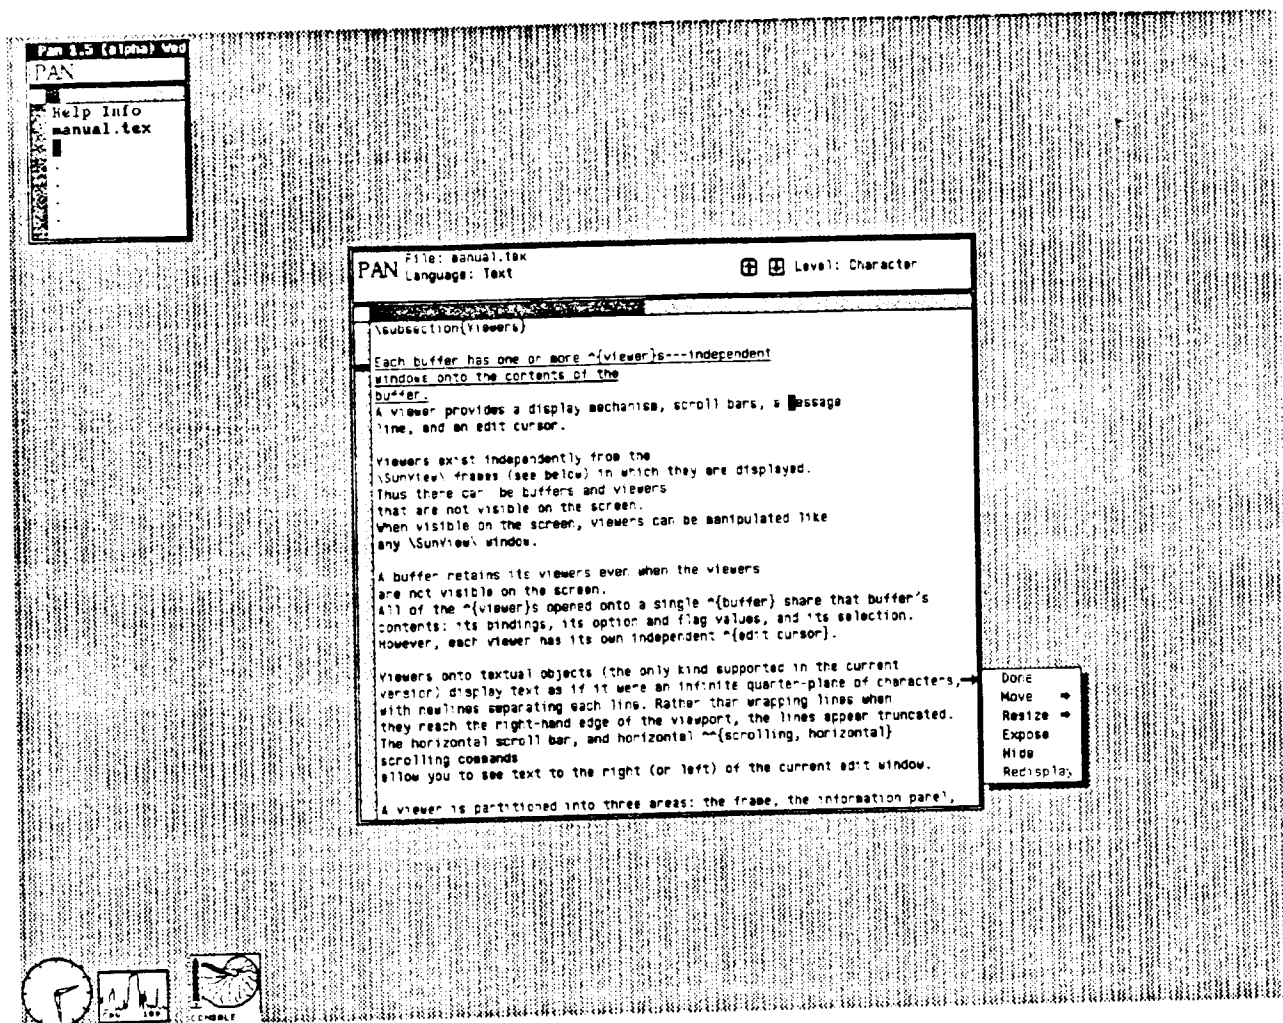 Pan 1.5 (alpha) Wed
PAN
Help Info
manual.tex
PAN
File: manual.tex
Language: Text
Level: Character
\subsection{Viewers}
Each buffer has one or more ^{viewer}s---independent
windows onto the contents of the
buffer.
A viewer provides a display mechanism, scroll bars, a message
line, and an edit cursor.
Viewers exist independently from the
\SunView\ frames (see below) in which they are displayed.
Thus there can be buffers and viewers
that are not visible on the screen.
When visible on the screen, viewers can be manipulated like
any \SunView\ window.
A buffer retains its viewers even when the viewers
are not visible on the screen.
All of the ^{viewer}s opened onto a single ^{buffer} share that buffer's
contents: its bindings, its option and flag values, and its selection.
However, each viewer has its own independent ^{edit cursor}.
Viewers onto textual objects (the only kind supported in the current
version) display text as if it were an infinite quarter-plane of characters,
with newlines separating each line. Rather than wrapping lines when
they reach the right-hand edge of the viewport, the lines appear truncated.
The horizontal scroll bar, and horizontal ^^{scrolling, horizontal}
scrolling commands
allow you to see text to the right (or left) of the current edit window.
A viewer is partitioned into three areas: the frame, the information panel,
Done
Move
Resize
Expose
Hide
Redisplay
cpu 100
CONSOLE